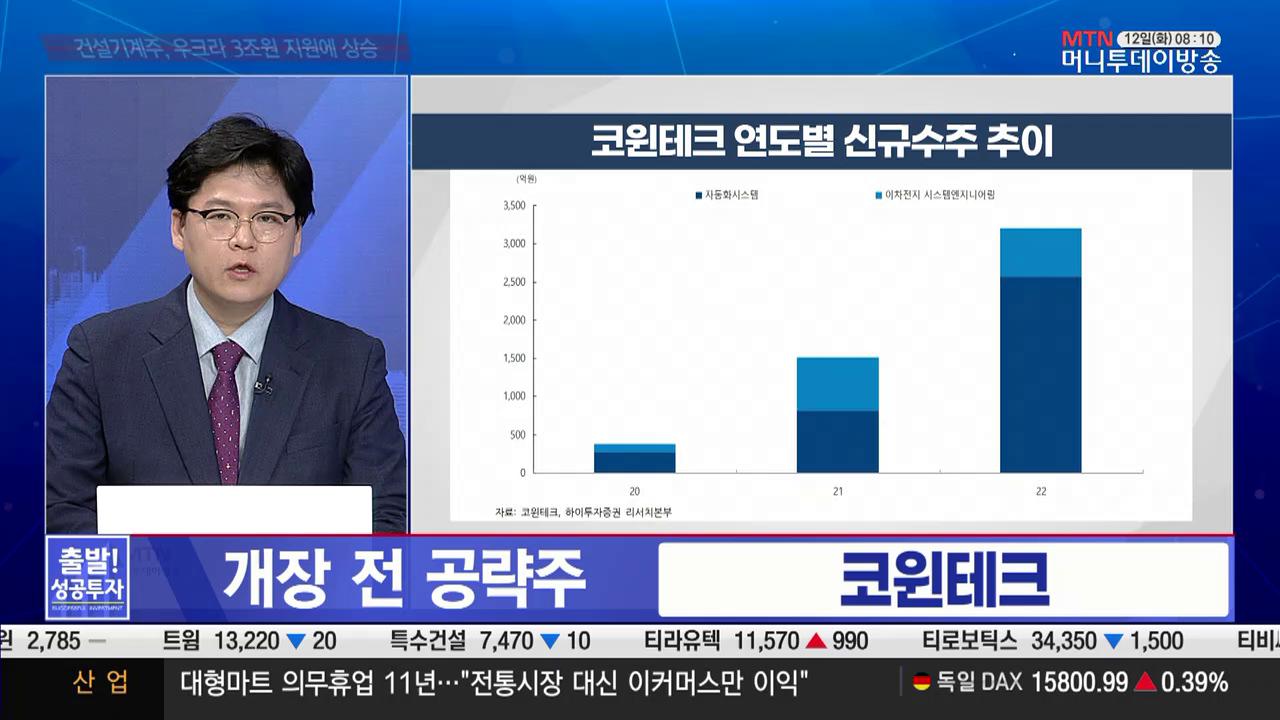 건설기계주, 우크라 3조원 지원에 상승
MTN 12일(화) 08:10
머니투데이방송
코윈테크 연도별 신규수주 추이
(억원)
자동화시스템
이차전지 시스템엔지니어링
3,500
3,000
2,500
2,000
1,500
1,000
500
0
20
21
22
자료: 코윈테크, 하이투자증권 리서치본부
출발!
성공투자
SUCCESSFUL INVESTMENT
개장 전 공략주
코윈테크
원 2,785 –
트윔 13,220 ▼ 20
특수건설 7,470 ▼ 10
티라유텍 11,570 ▲ 990
티로보틱스 34,350 ▼ 1,500
산업
대형마트 의무휴업 11년…"전통시장 대신 이커머스만 이익"
독일 DAX 15800.99 ▲ 0.39%